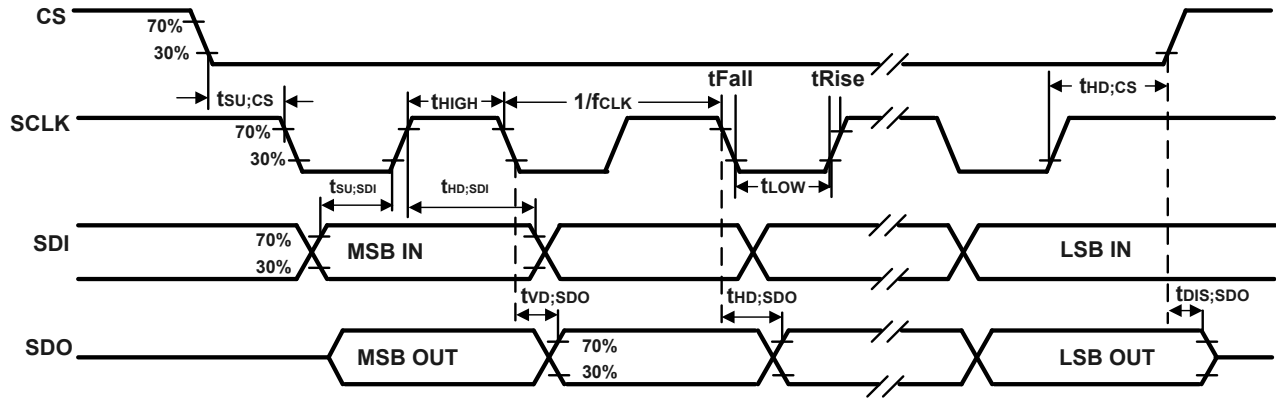 CS
70%
30%
tSU;CS
tHIGH
1/fCLK
tFall
tRise
tHD;CS
SCLK
70%
30%
tSU;SDI
tHD;SDI
tLOW
SDI
70%
30%
MSB IN
LSB IN
tVD;SDO
tHD;SDO
tDIS;SDO
SDO
MSB OUT
70%
30%
LSB OUT